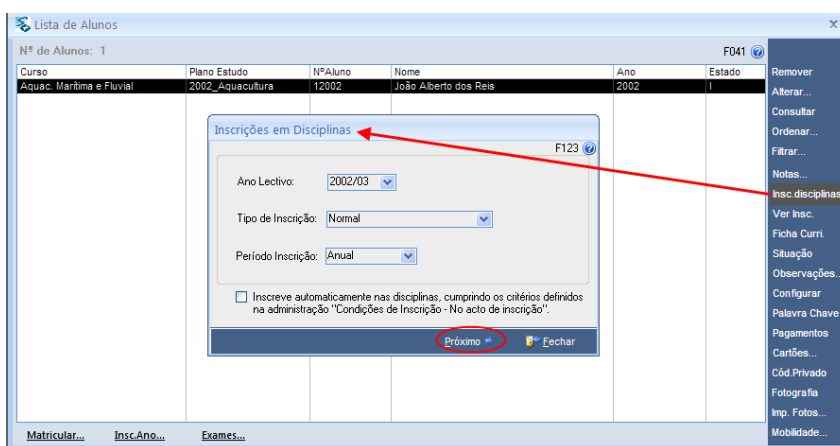 Lista de Alunos
x
Nº de Alunos: 1
F041
Curso Plano Estudo NºAluno Nome Ano Estado
Aquac. Marítima e Fluvial 2002_Aquacultura 12002 João Alberto dos Reis 2002 I
Inscrições em Disciplinas
F123
Ano Lectivo: 2002/03
Tipo de Inscrição: Normal
Período Inscrição: Anual
Inscreve automaticamente nas disciplinas, cumprindo os critérios definidos
na administração "Condições de Inscrição - No acto de inscrição".
Próximo Fechar
Remover
Alterar...
Consultar
Ordenar...
Filtrar...
Notas...
Insc.disciplinas
Ver Insc.
Ficha Curri.
Situação
Observações..
Configurar
Palavra Chave
Pagamentos
Cartões...
Cód.Privado
Fotografia
Imp. Fotos...
Mobilidade...
Matricular... Insc.Ano... Exames...